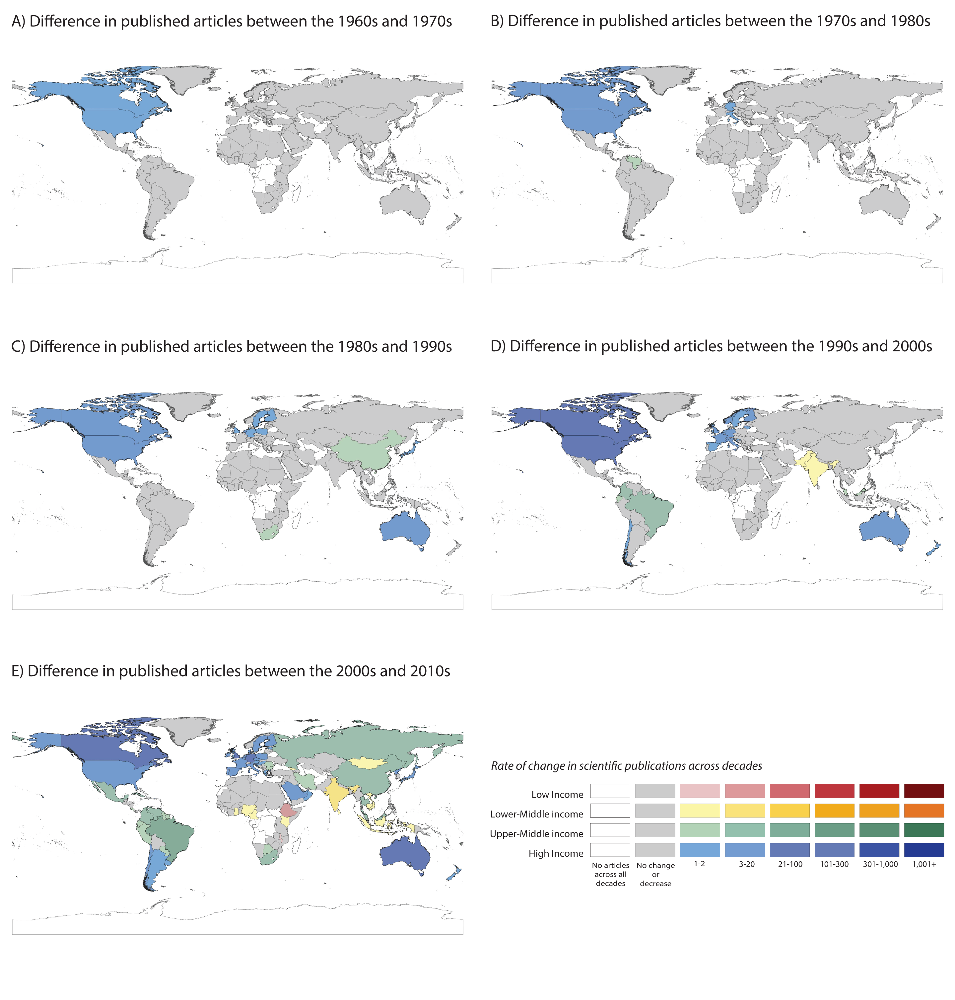 A) Difference in published articles between the 1960s and 1970s
B) Difference in published articles between the 1970s and 1980s
C) Difference in published articles between the 1980s and 1990s
D) Difference in published articles between the 1990s and 2000s
E) Difference in published articles between the 2000s and 2010s
Rate of change in scientific publications across decades
Low Income
Lower-Middle income
Upper-Middle income
High Income
No articles
across all
decades
No change
or
decrease
1-2
3-20
21-100
101-300
301-1,000
1,001+